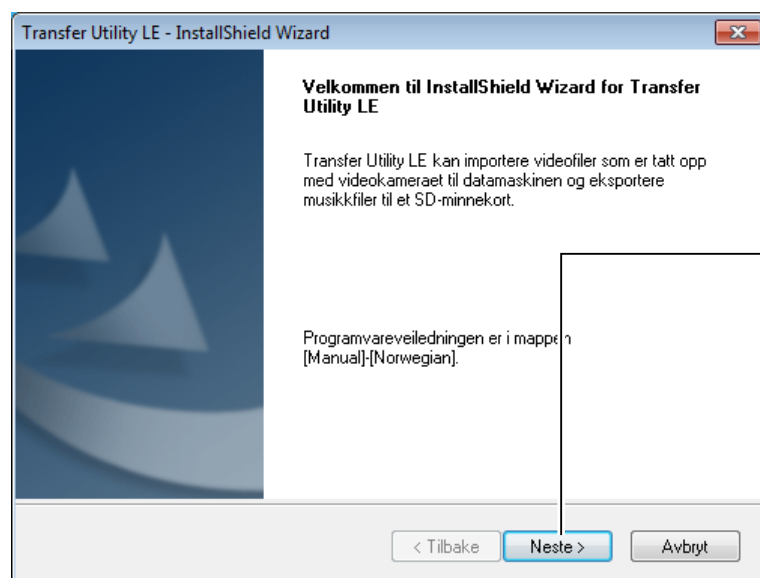 Transfer Utility LE - InstallShield Wizard
Velkommen til InstallShield Wizard for Transfer
Utility LE
Transfer Utility LE kan importere videofiler som er tatt opp
med videokameraet til datamaskinen og eksportere
musikkfiler til et SD-minnekort.
Programvareveiledningen er i mappen
[Manual]-[Norwegian].
< Tilbake
Neste >
Avbryt